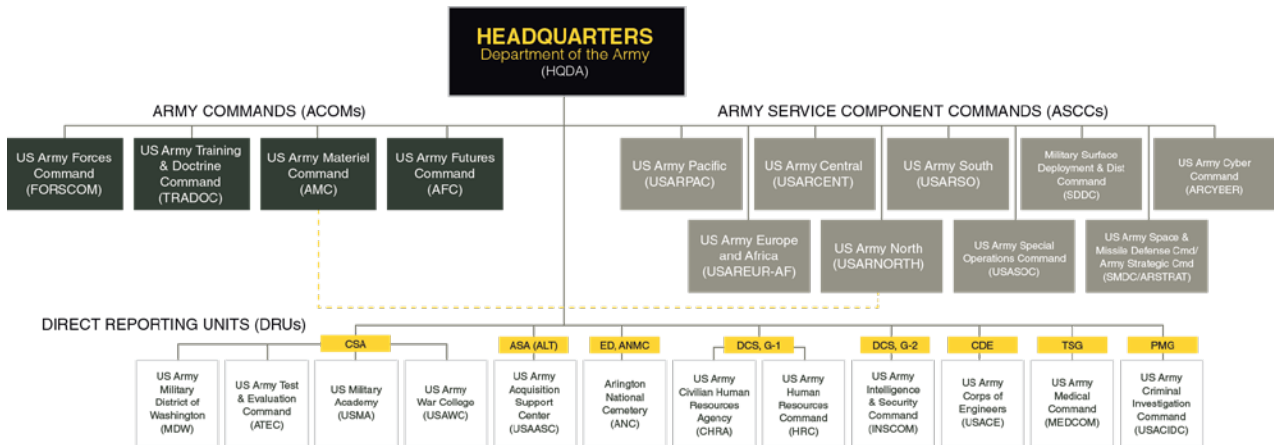 HEADQUARTERS
Department of the Army
(HQDA)
ARMY COMMANDS (ACOMs)
ARMY SERVICE COMPONENT COMMANDS (ASCCs)
US Army Forces
Command
(FORSCOM)
US Army Training
& Doctrine
Command
(TRADOC)
US Army Materiel
Command
(AMC)
US Army Futures
Command
(AFC)
US Army Pacific
(USARPAC)
US Army Central
(USARCENT)
US Army South
(USARSO)
Military Surface
Deployment & Dist
Command
(SDDC)
US Army Cyber
Command
(ARCYBER)
US Army Europe
and Africa
(USAREUR-AF)
US Army North
(USARNORTH)
US Army Special
Operations Command
(USASOC)
US Army Space &
Missile Defense Cmd/
Army Strategic Cmd
(SMDC/ARSTRAT)
DIRECT REPORTING UNITS (DRUs)
CSA
US Army
Military
District of
Washington
(MDW)
US Army Test
& Evaluation
Command
(ATEC)
US Military
Academy
(USMA)
US Army
War College
(USAWC)
ASA (ALT)
US Army
Acquisition
Support
Center
(USAASC)
ED, ANMC
Arlington
National
Cemetery
(ANC)
DCS, G-1
US Army
Civilian Human
Resources
Agency
(CHRA)
US Army
Human
Resources
Command
(HRC)
DCS, G-2
US Army
Intelligence
& Security
Command
(INSCOM)
CDE
US Army
Corps of
Engineers
(USACE)
TSG
US Army
Medical
Command
(MEDCOM)
PMG
US Army
Criminal
Investigation
Command
(USACIDC)